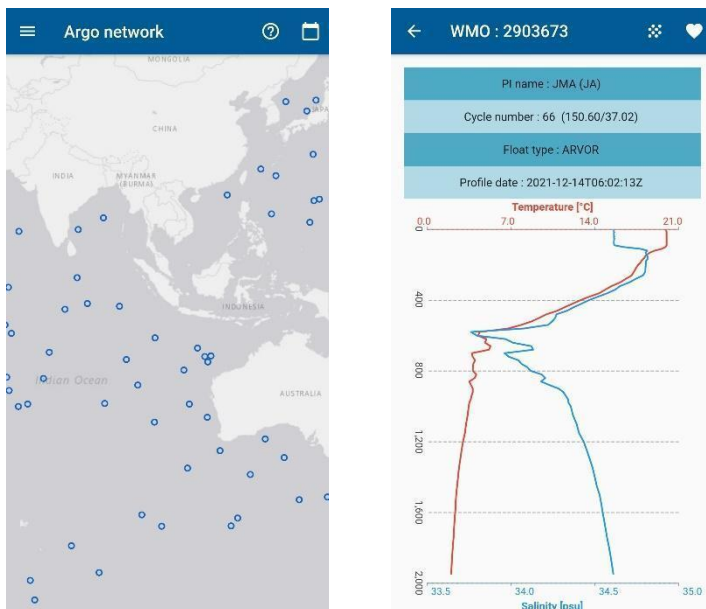 Argo network
MONGOLIA
JAPA
CHINA
INDIA
MYANMAR
(BURMA)
INDONESIA
Indian Ocean
AUSTRALIA
WMO : 2903673
PI name : JMA (JA)
Cycle number : 66 (150.60/37.02)
Float type : ARVOR
Profile date : 2021-12-14T06:02:13Z
Temperature [°C]
0.0 7.0 14.0 21.0
0
400
800
1,200
1,600
2,000
33.5 34.0 34.5 35.0
Salinity [psu]